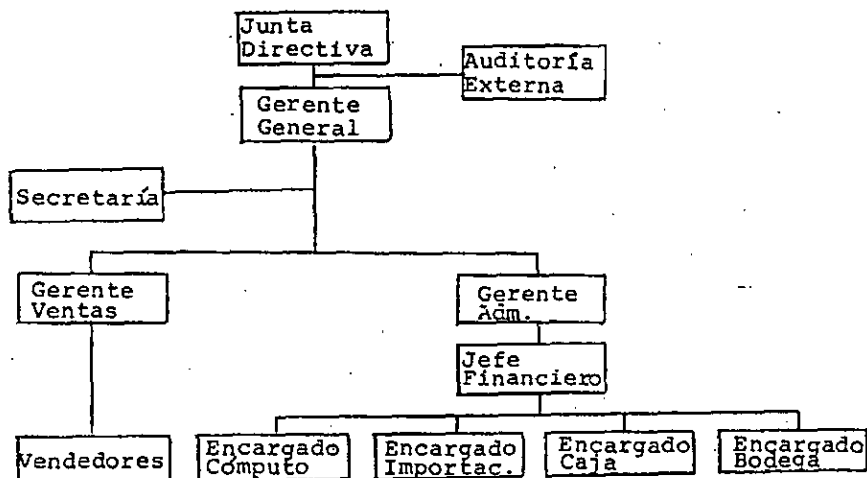 Junta
Directiva
Auditoría
Externa
Gerente
General
Secretaría
Gerente
Ventas
Gerente
Adm.
Jefe
Financiero
Vendedores
Encargado
Cómputo
Encargado
Importac.
Encargado
Caja
Encargado
Bodega